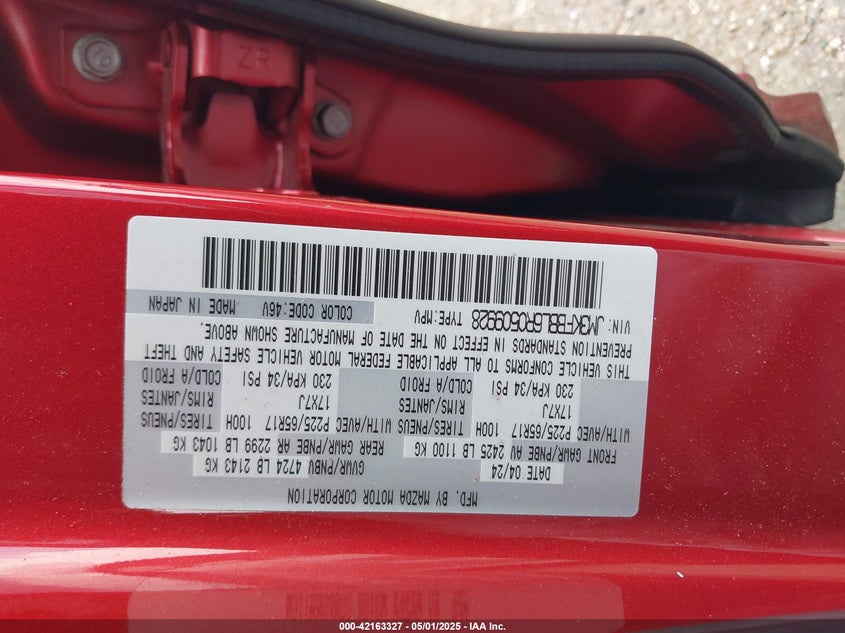 ZR
MFD. BY MAZDA MOTOR CORPORATION
DATE 04/24 GVWR/PNBV 4724 LB 2143 KG
FRONT GAWR/PNBE AV 2425 LB 1100 KG REAR GAWR/PNBE AR 2299 LB 1043 KG
WITH/AVEC P225/65R17 100H TIRES/PNEUS WITH/AVEC P225/65R17 100H TIRES/PNEUS
17X7J RIMS/JANTES 17X7J RIMS/JANTES
230 KPA/34 PSI COLD/A FROID 230 KPA/34 PSI COLD/A FROID
THIS VEHICLE CONFORMS TO ALL APPLICABLE FEDERAL MOTOR VEHICLE SAFETY AND THEFT
PREVENTION STANDARDS IN EFFECT ON THE DATE OF MANUFACTURE SHOWN ABOVE.
VIN: JM3KFBBL6R0509928 TYPE:MPV COLOR CODE:46V MADE IN JAPAN
000-42163327 - 05/01/2025 - IAA Inc.